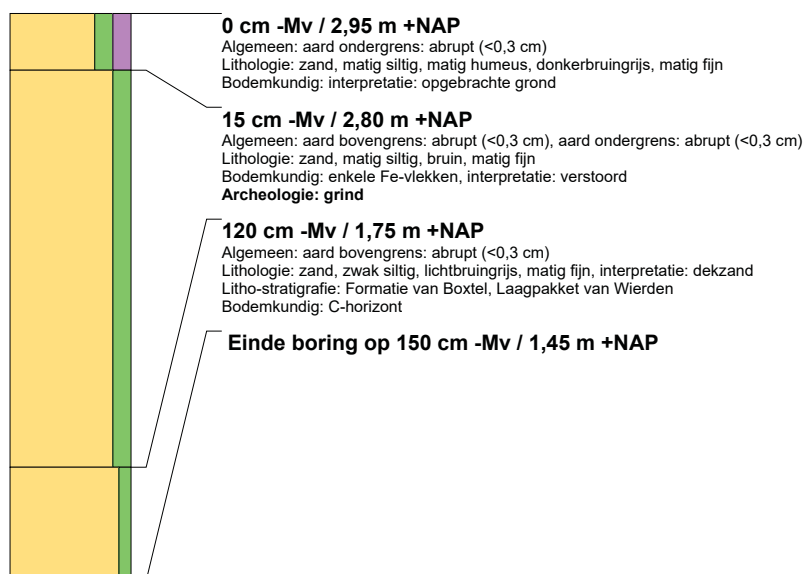 0 cm -Mv / 2,95 m +NAP
Algemeen: aard ondergrens: abrupt (<0,3 cm)
Lithologie: zand, matig siltig, matig humeus, donkerbruingrijs, matig fijn
Bodemkundig: interpretatie: opgebrachte grond
15 cm -Mv / 2,80 m +NAP
Algemeen: aard bovengrens: abrupt (<0,3 cm), aard ondergrens: abrupt (<0,3 cm)
Lithologie: zand, matig siltig, bruin, matig fijn
Bodemkundig: enkele Fe-vlekken, interpretatie: verstoord
Archeologie: grind
120 cm -Mv / 1,75 m +NAP
Algemeen: aard bovengrens: abrupt (<0,3 cm)
Lithologie: zand, zwak siltig, lichtbruingrijs, matig fijn, interpretatie: dekzand
Litho-stratigrafie: Formatie van Boxtel, Laagpakket van Wierden
Bodemkundig: C-horizont
Einde boring op 150 cm -Mv / 1,45 m +NAP